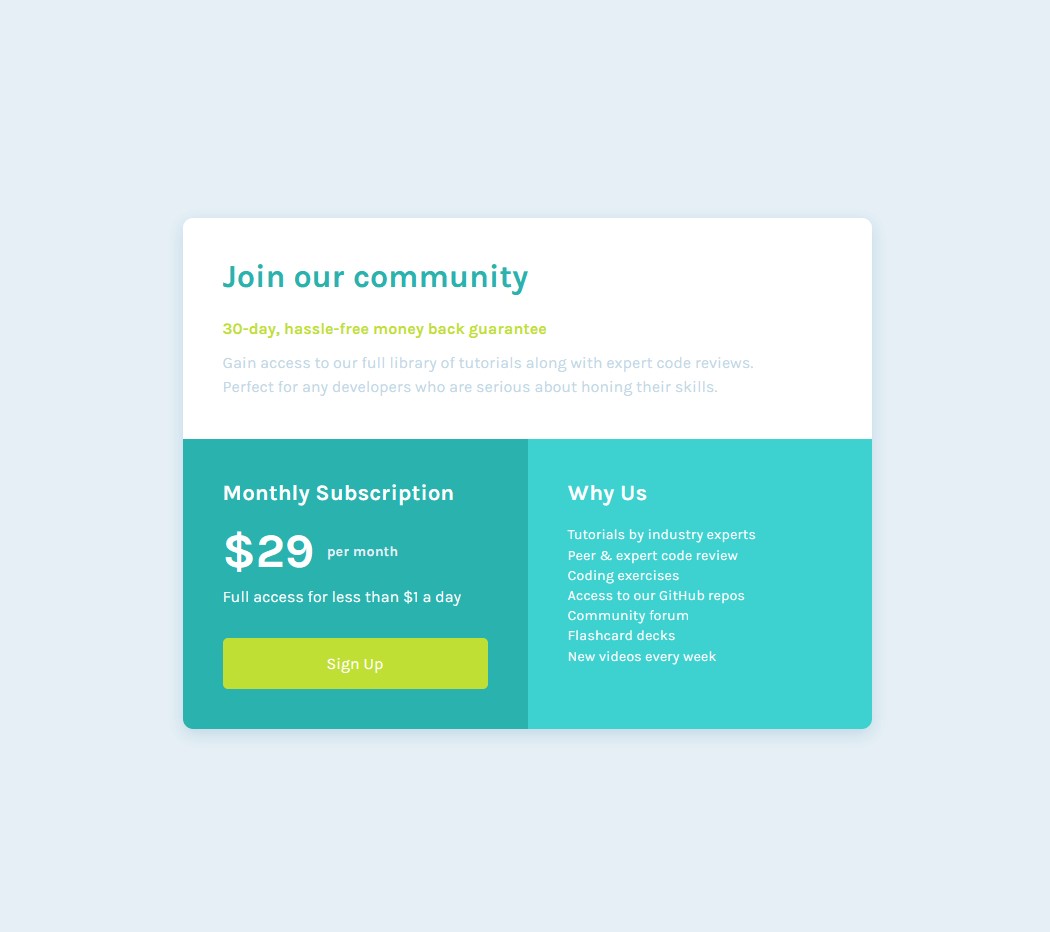 Join our community
30-day, hassle-free money back guarantee
Gain access to our full library of tutorials along with expert code reviews.
Perfect for any developers who are serious about honing their skills.
Monthly Subscription
$29 per month
Full access for less than $1 a day
Sign Up
Why Us
Tutorials by industry experts
Peer & expert code review
Coding exercises
Access to our GitHub repos
Community forum
Flashcard decks
New videos every week